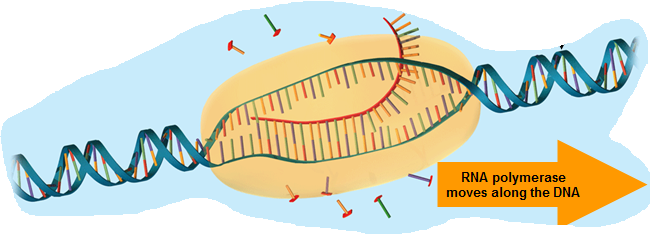 RNA polymerase
moves along the DNA